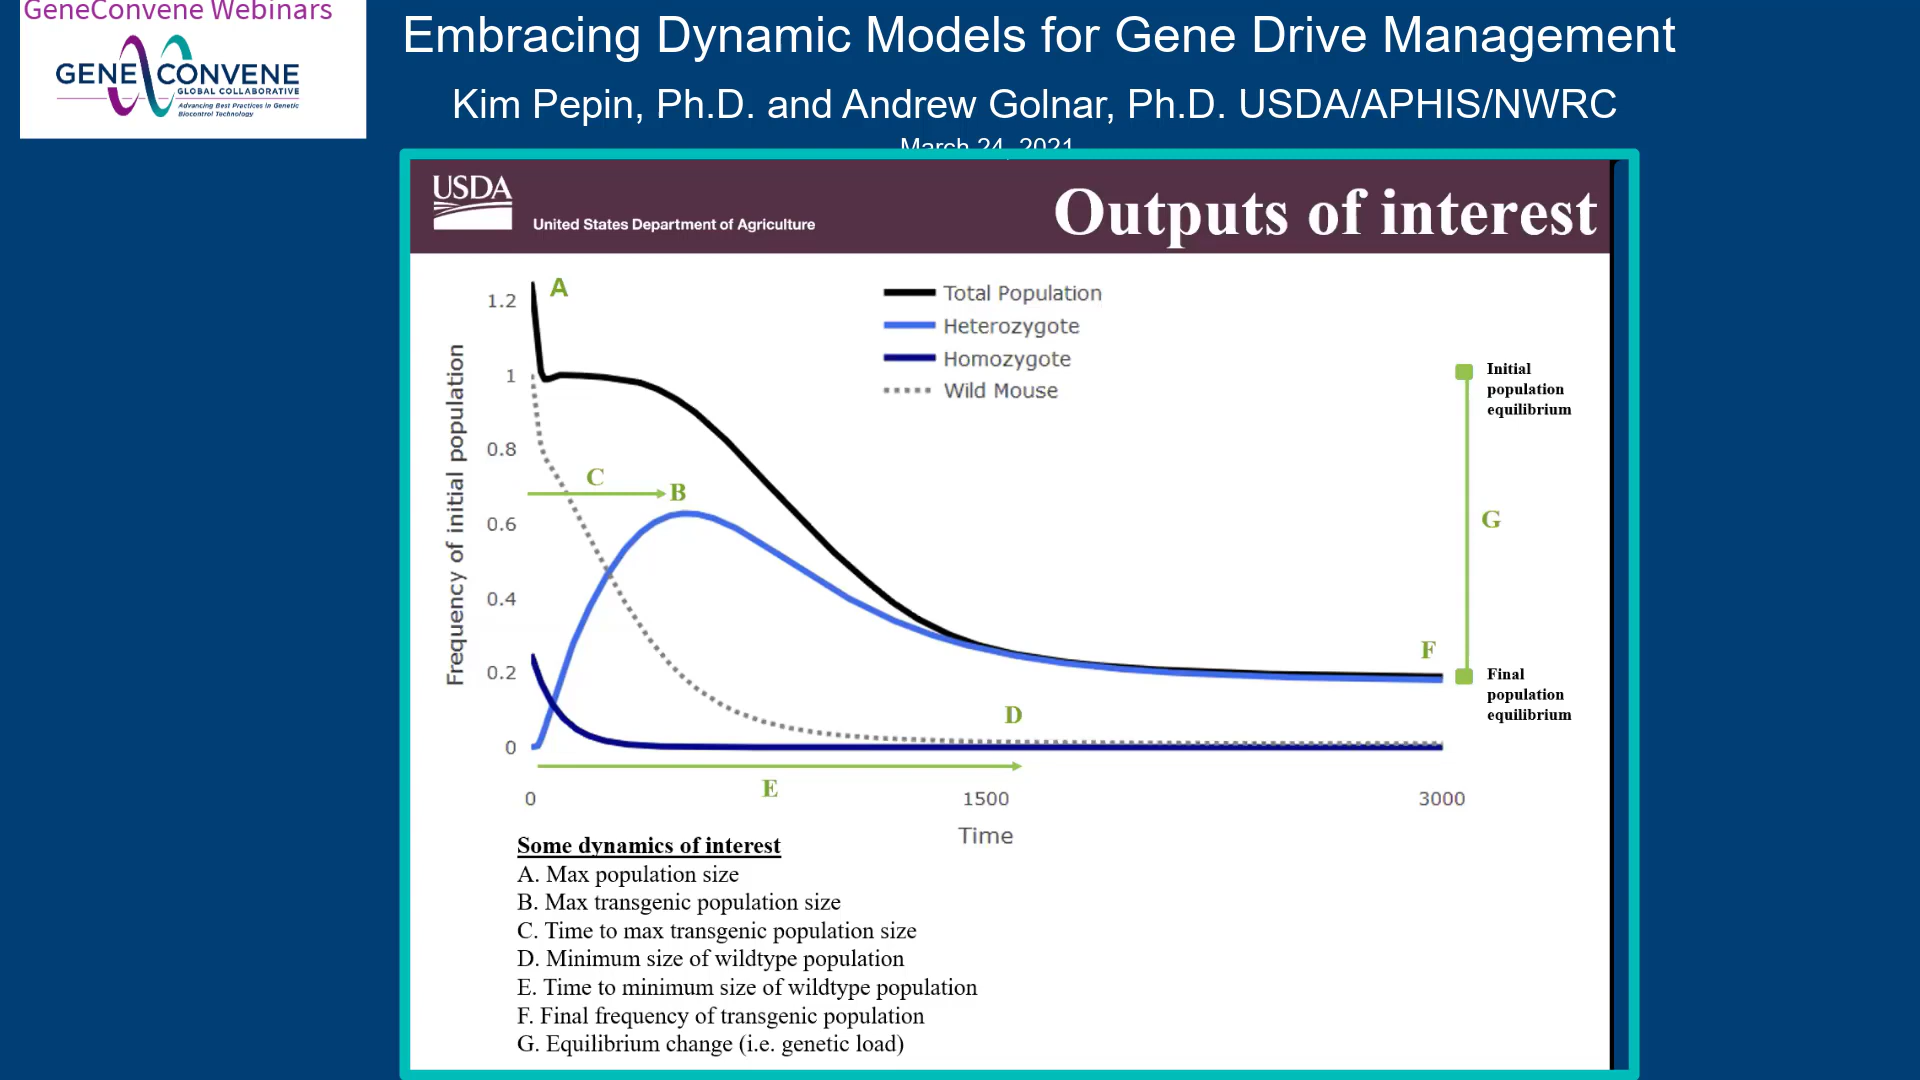 GeneConvene Webinars
GENE CONVENE
GLOBAL COLLABORATIVE
Advancing Best Practices in Genetic
Biocontrol Technology
Embracing Dynamic Models for Gene Drive Management
Kim Pepin, Ph.D. and Andrew Golnar, Ph.D. USDA/APHIS/NWRC
March 24, 2021
USDA
United States Department of Agriculture
Outputs of interest
Frequency of initial population
1.2
1
0.8
0.6
0.4
0.2
0
A
C
B
D
E
F
G
Total Population
Heterozygote
Homozygote
Wild Mouse
Initial
population
equilibrium
Final
population
equilibrium
0
1500
3000
Time
Some dynamics of interest
A. Max population size
B. Max transgenic population size
C. Time to max transgenic population size
D. Minimum size of wildtype population
E. Time to minimum size of wildtype population
F. Final frequency of transgenic population
G. Equilibrium change (i.e. genetic load)